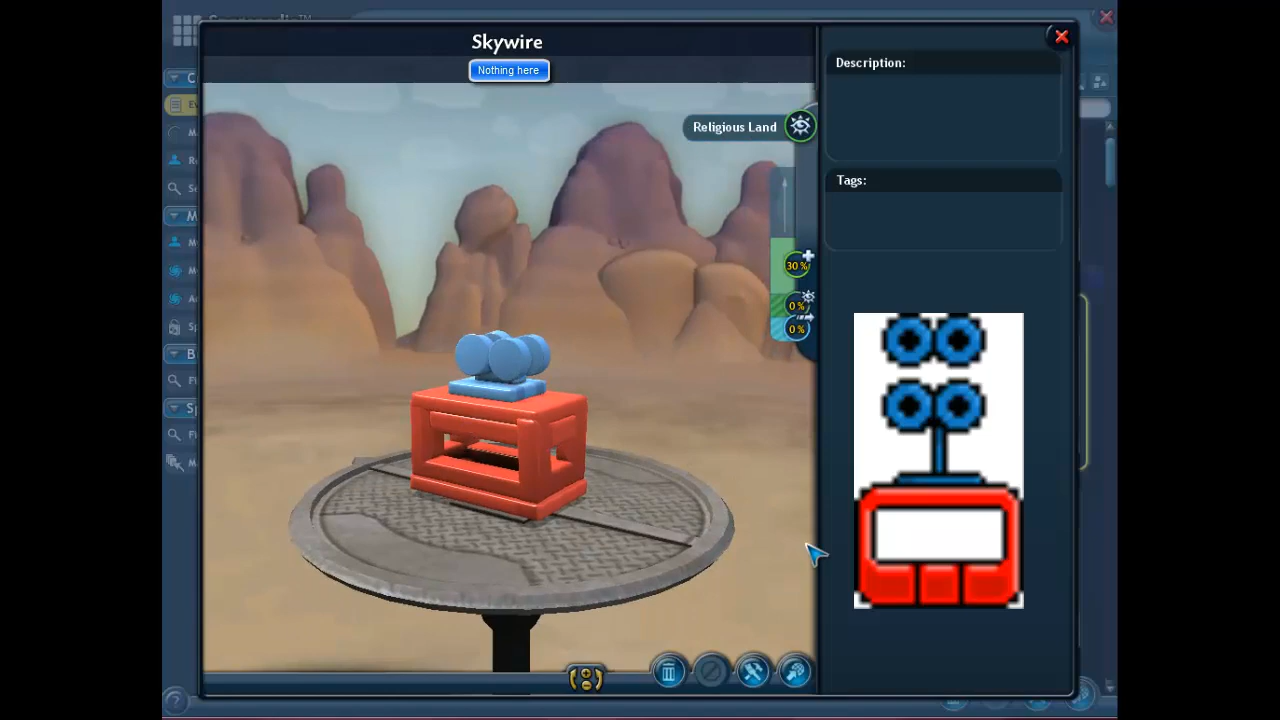 Skywire
Nothing here
Description:
Religious Land
Tags:
30 %
0 %
0 %